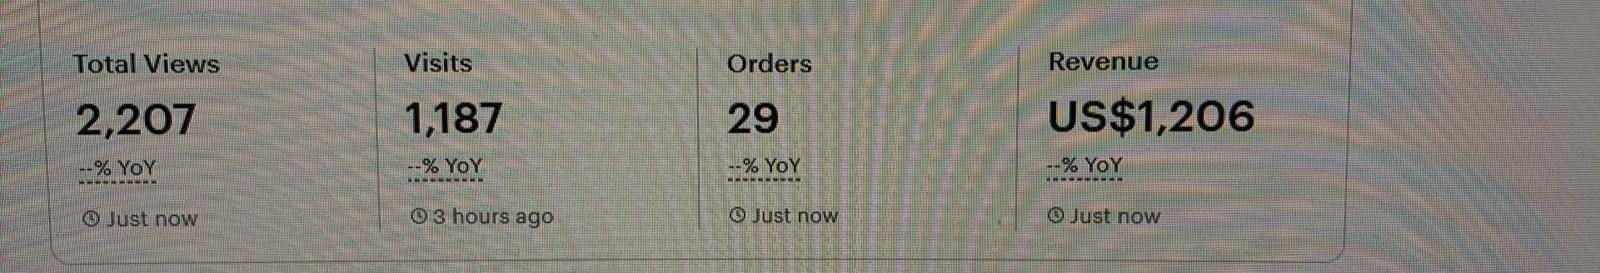 Total Views
2,207
--% YoY
Just now
Visits
1,187
--% YoY
3 hours ago
Orders
29
--% YoY
Just now
Revenue
US$1,206
--% YoY
Just now